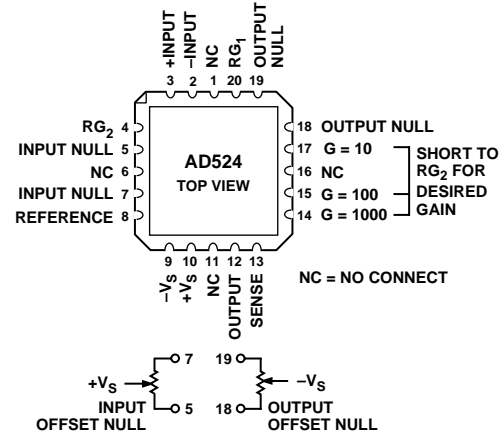 +INPUT
–INPUT
NC
RG1
OUTPUT
NULL
3 2 1 20 19
RG2 4
INPUT NULL 5
NC 6
INPUT NULL 7
REFERENCE 8
AD524
TOP VIEW
18 OUTPUT NULL
17 G = 10
16 NC
15 G = 100
14 G = 1000
SHORT TO
RG2 FOR
DESIRED
GAIN
9 10 11 12 13
–VS
+VS
NC
OUTPUT
SENSE
NC = NO CONNECT
7
+VS
5
INPUT
OFFSET NULL
19
–VS
18
OUTPUT
OFFSET NULL